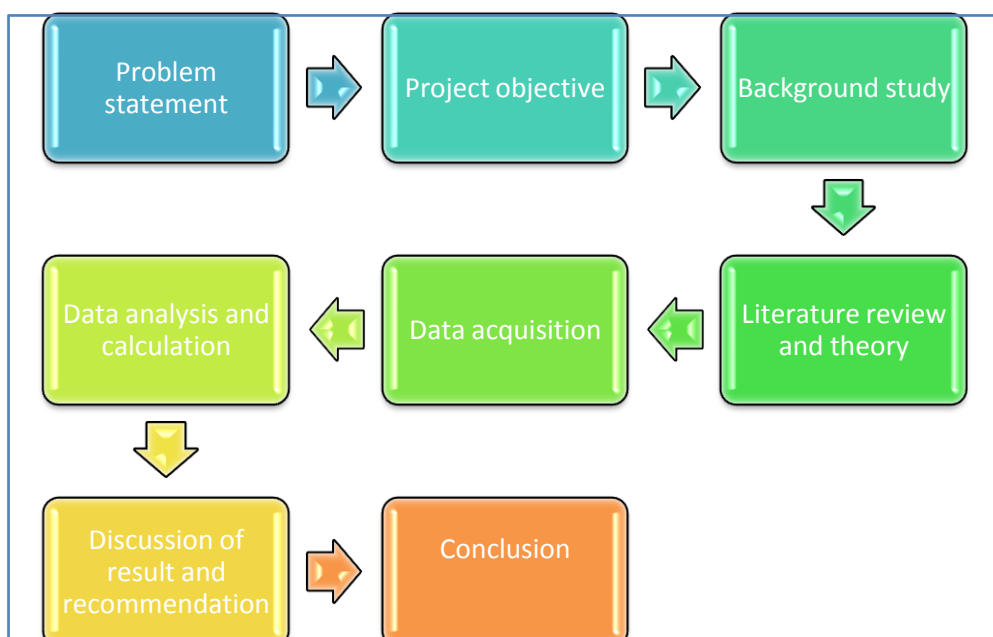 Problem
statement
Project objective
Background study
Literature review
and theory
Data acquisition
Data analysis and
calculation
Discussion of
result and
recommendation
Conclusion